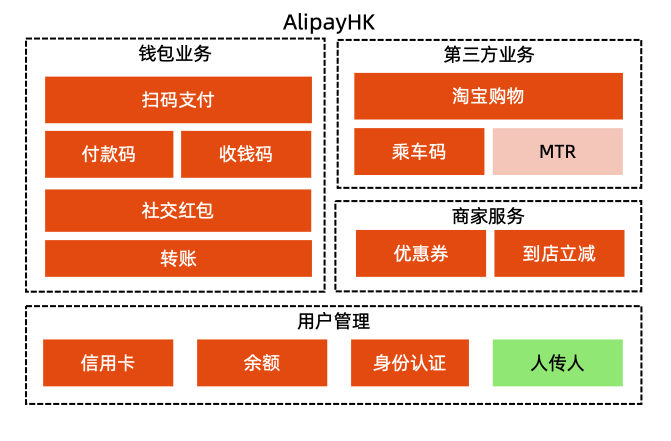 AlipayHK
钱包业务
扫码支付
付款码
收钱码
社交红包
转账
第三方业务
淘宝购物
乘车码
MTR
商家服务
优惠券
到店立减
用户管理
信用卡
余额
身份认证
人传人